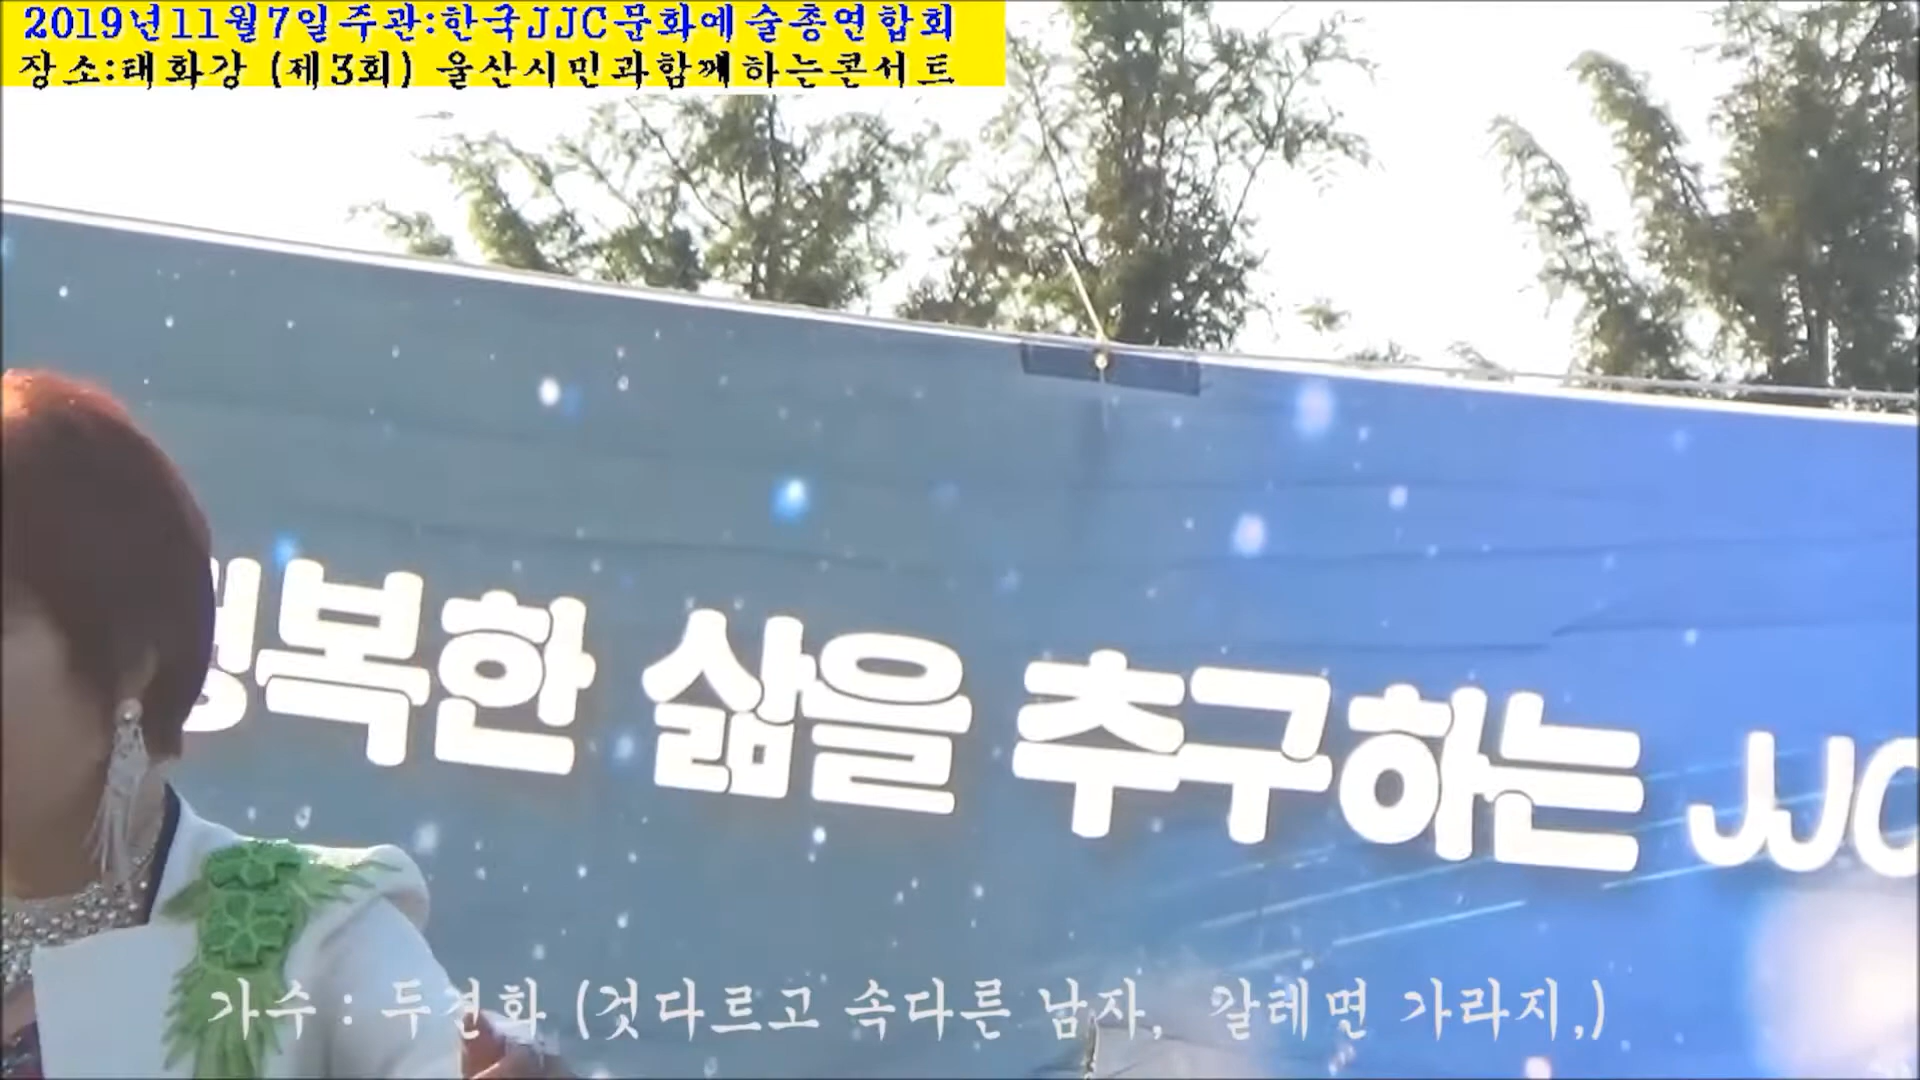 2019년11월7일주관:한국JJC문화예술총연합회
장소:태화강 (제3회) 울산시민과함께하는콘서트
행복한 삶을 추구하는 JJC
가수 : 두견화 (겉다르고 속다른 남자, 갈테면 가라지,)